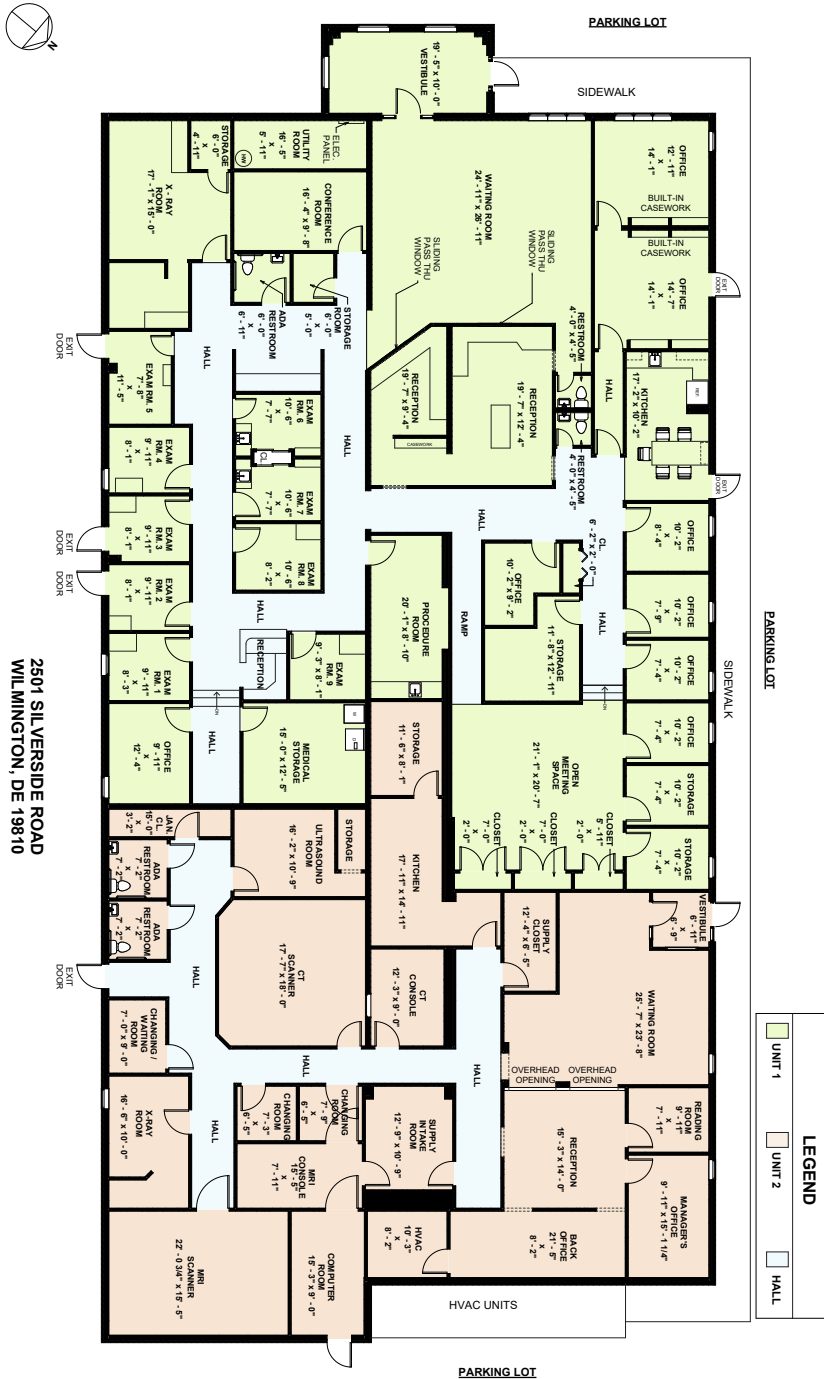 N
PARKING LOT
SIDEWALK
VESTIBULE
19' - 5" x 10' - 0"
STORAGE
6' - 0"
x
4' - 11"
UTILITY
ROOM
16' - 5"
x
5' - 11"
ELEC.
PANEL
HW
X - RAY
ROOM
17' - 1" x 15' - 0"
CONFERENCE
ROOM
16' - 4" x 9' - 8"
WAITING ROOM
24' - 11" x 26' - 11"
OFFICE
12' - 11"
x
14' - 1"
BUILT-IN
CASEWORK
BUILT-IN
CASEWORK
OFFICE
14' - 7"
x
14' - 1"
EXIT
DOOR
SLIDING
PASS THU
WINDOW
SLIDING
PASS THU
WINDOW
STORAGE
ROOM
6' - 0"
x
5' - 0"
ADA
RESTROOM
6' - 0"
x
6' - 11"
RESTROOM
4' - 0" x 4' - 5"
HALL
EXIT
DOOR
EXAM RM. 5
7' - 8"
x
11' - 5"
EXAM
RM. 6
10' - 6"
x
7' - 7"
CL.
HALL
RECEPTION
19' - 7" x 9' - 4"
CASEWORK
RECEPTION
19' - 7" x 12' - 4"
HALL
KITCHEN
17' - 2" x 10' - 2"
REF.
EXAM
RM. 4
9' - 11"
x
8' - 1"
EXAM
RM. 7
10' - 6"
x
7' - 7"
RESTROOM
4' - 0" x 4' - 5"
EXIT
DOOR
EXAM
RM. 3
9' - 11"
x
8' - 1"
EXIT
DOOR
EXAM
RM. 8
10' - 6"
x
8' - 2"
HALL
CL.
6' - 2" x 2' - 0"
OFFICE
10' - 2"
x
8' - 4"
EXAM
RM. 2
9' - 11"
x
8' - 1"
EXIT
DOOR
HALL
PROCEDURE
ROOM
20' - 1" x 8' - 10"
RAMP
OFFICE
10' - 2" x 9' - 2"
HALL
OFFICE
10' - 2"
x
7' - 9"
PARKING LOT
EXAM
RM. 1
9' - 11"
x
8' - 3"
RECEPTION
EXAM
RM. 9
9' - 3" x 8' - 1"
STORAGE
11' - 8" x 12' - 11"
OFFICE
10' - 2"
x
7' - 4"
SIDEWALK
DN
DN
OFFICE
9' - 11"
x
12' - 4"
HALL
MEDICAL
STORAGE
15' - 0" x 12' - 5"
STORAGE
11' - 6" x 8' - 1"
OPEN
MEETING
SPACE
21' - 1" x 20' - 7"
OFFICE
10' - 2"
x
7' - 4"
STORAGE
10' - 2"
x
7' - 4"
JAN.
CL.
15' - 0"
x
3' - 2"
ULTRASOUND
ROOM
16' - 2" x 10' - 9"
STORAGE
KITCHEN
17' - 11" x 14' - 11"
CLOSET
7' - 0"
x
2' - 0"
CLOSET
7' - 0"
x
2' - 0"
CLOSET
5' - 11"
x
2' - 0"
STORAGE
10' - 2"
x
7' - 4"
ADA
RESTROOM
7' - 2"
x
7' - 2"
ADA
RESTROOM
7' - 2"
x
7' - 2"
HALL
CT
SCANNER
17' - 7" x 18' - 0"
SUPPLY
CLOSET
12' - 4" x 6' - 5"
VESTIBULE
6' - 11"
x
6' - 9"
EXIT
DOOR
CT
CONSOLE
12' - 3" x 9' - 0"
WAITING ROOM
25' - 7" x 23' - 8"
CHANGING /
WAITING
ROOM
7' - 0" x 9' - 0"
HALL
HALL
OVERHEAD
OPENING
OVERHEAD
OPENING
X-RAY
ROOM
16' - 6" x 10' - 0"
HALL
CHANGING
ROOM
7' - 3"
x
6' - 5"
CHANGING
ROOM
7' - 9"
x
6' - 5"
SUPPLY
INTAKE
ROOM
12' - 9" x 10' - 9"
RECEPTION
15' - 3" x 14' - 0"
READING
ROOM
9' - 11"
x
7' - 11"
MRI
CONSOLE
15' - 5"
x
7' - 11"
MANAGER'S
OFFICE
9' - 11" x 15' - 1 1/4"
MRI
SCANNER
22' - 0 3/4" x 15' - 5"
COMPUTER
ROOM
15' - 3" x 9' - 0"
HVAC
10' - 3"
x
8' - 2"
BACK
OFFICE
21' - 5"
x
8' - 2"
HVAC UNITS
PARKING LOT
LEGEND
UNIT 1
UNIT 2
HALL
2501 SILVERSIDE ROAD
WILMINGTON, DE 19810